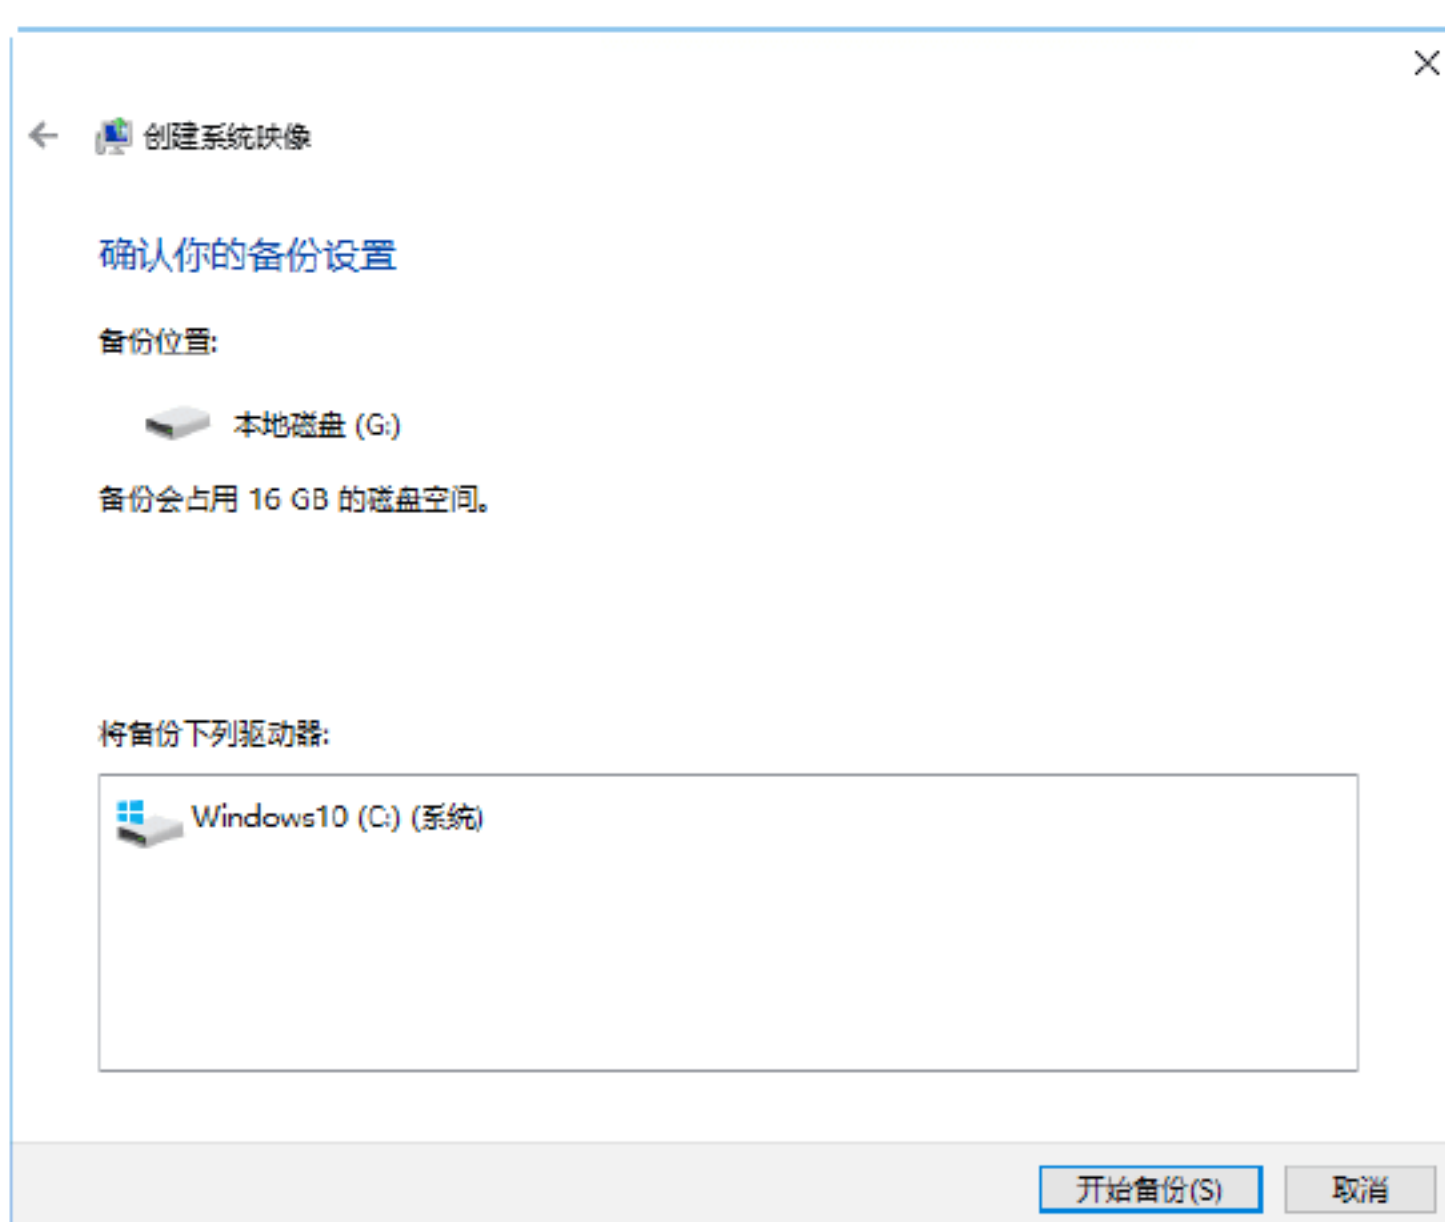 创建系统映像
确认你的备份设置
备份位置:
本地磁盘 (G:)
备份会占用 16 GB 的磁盘空间。
将备份下列驱动器:
Windows10 (C:) (系统)
开始备份(S) 取消